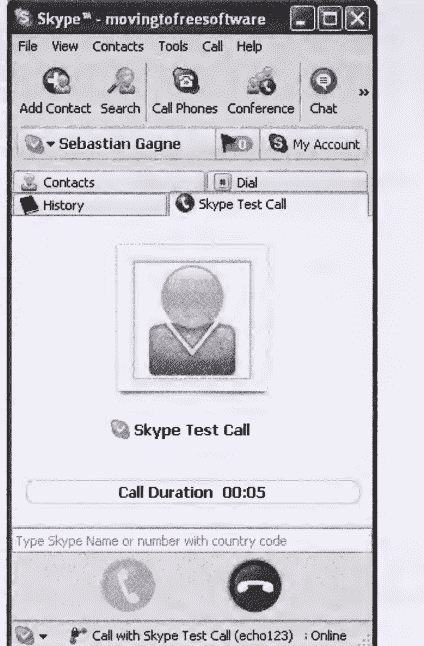 Skype™ - movingtofreesoftware
File View Contacts Tools Call Help
Add Contact Search Call Phones Conference Chat »
Sebastian Gagne 0 My Account
Contacts Dial
History Skype Test Call
Skype Test Call
Call Duration 00:05
Type Skype Name or number with country code
Call with Skype Test Call (echo123) : Online